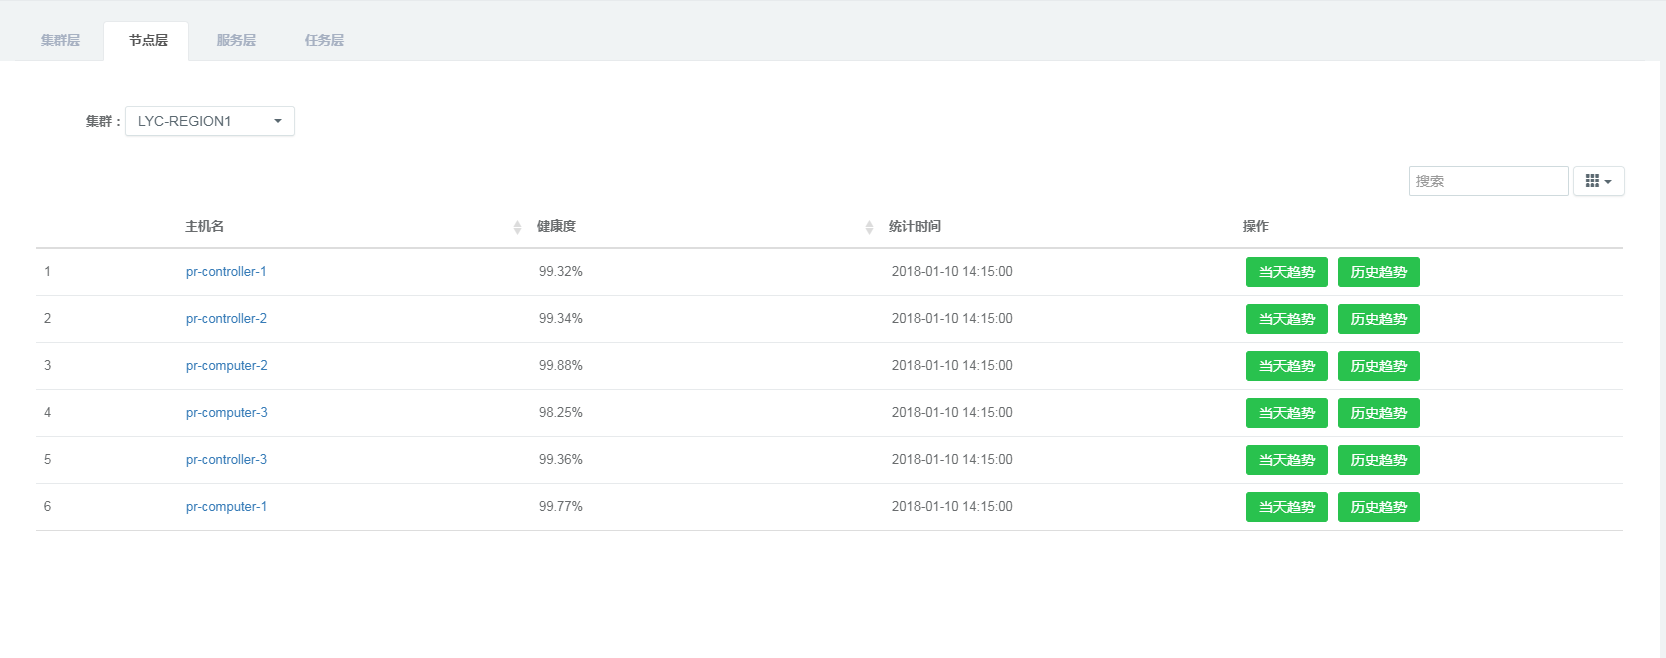 集群层 节点层 服务层 任务层
集群： LYC-REGION1
搜索
主机名 健康度 统计时间 操作
1 pr-controller-1 99.32% 2018-01-10 14:15:00 当天趋势 历史趋势
2 pr-controller-2 99.34% 2018-01-10 14:15:00 当天趋势 历史趋势
3 pr-computer-2 99.88% 2018-01-10 14:15:00 当天趋势 历史趋势
4 pr-computer-3 98.25% 2018-01-10 14:15:00 当天趋势 历史趋势
5 pr-controller-3 99.36% 2018-01-10 14:15:00 当天趋势 历史趋势
6 pr-computer-1 99.77% 2018-01-10 14:15:00 当天趋势 历史趋势